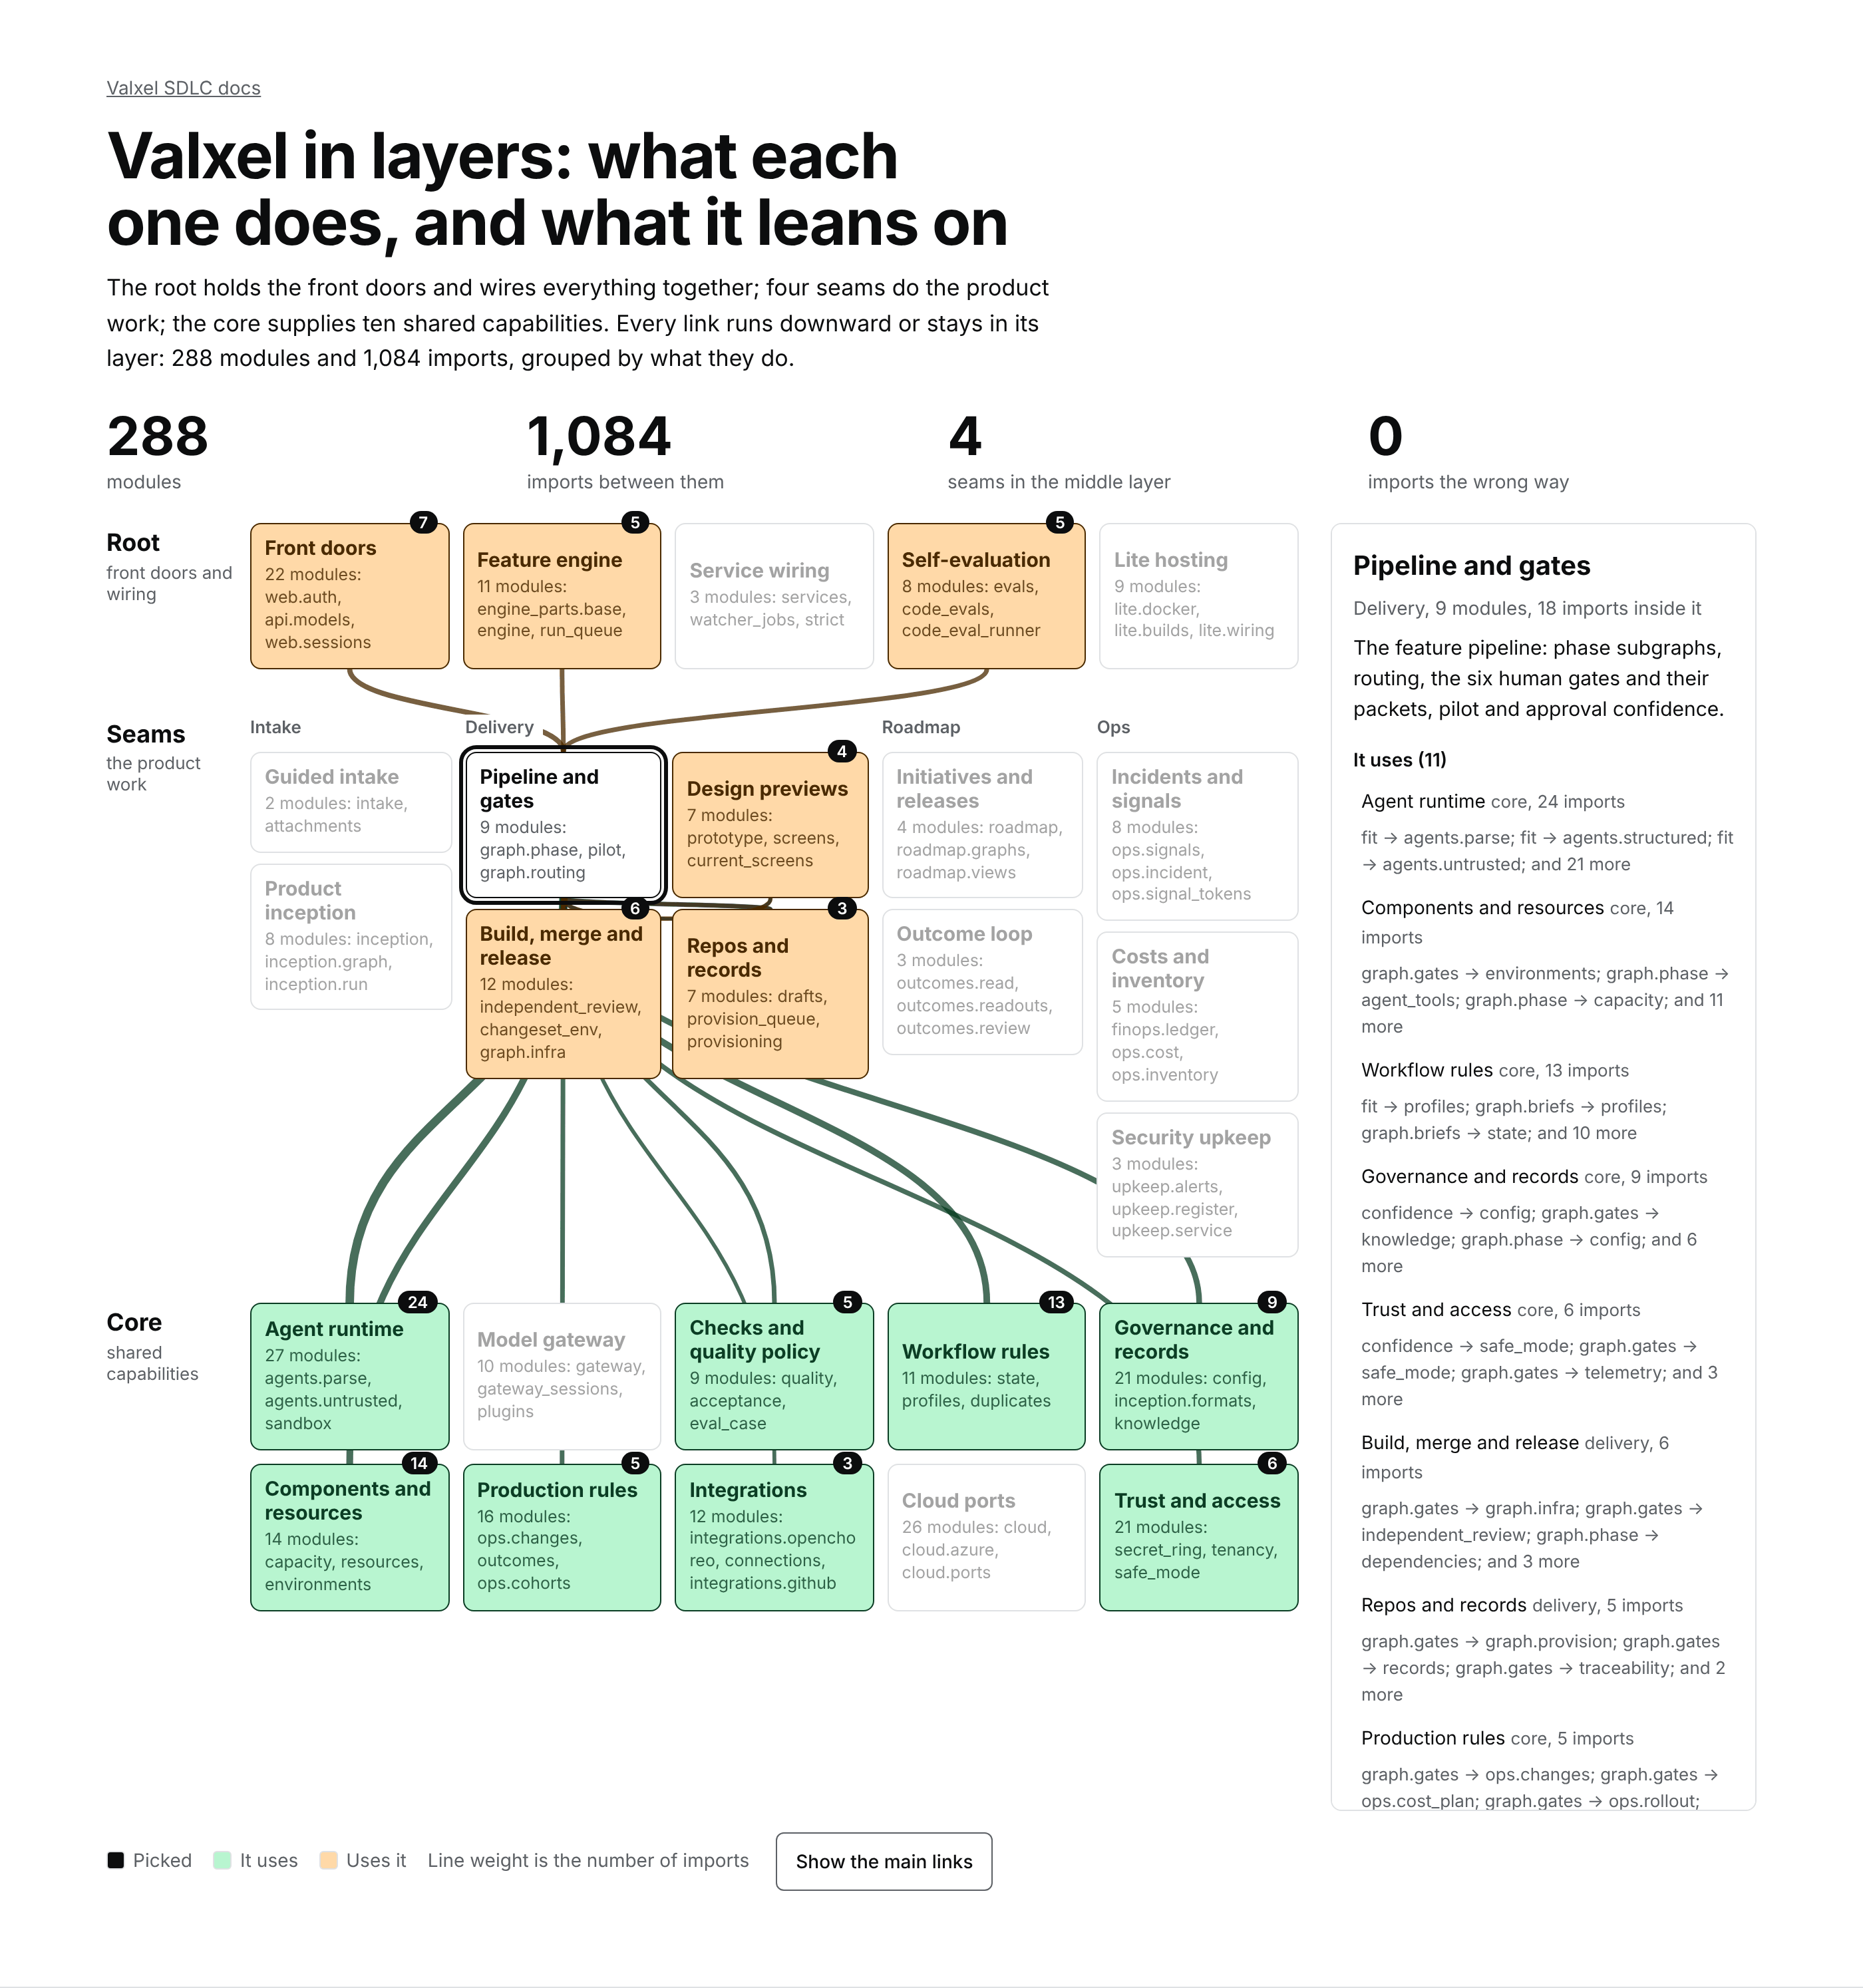 Valxel SDLC docs
Valxel in layers: what each
one does, and what it leans on
The root holds the front doors and wires everything together; four seams do the product
work; the core supplies ten shared capabilities. Every link runs downward or stays in its
layer: 288 modules and 1,084 imports, grouped by what they do.
288
modules
1,084
imports between them
4
seams in the middle layer
0
imports the wrong way
Root
front doors and
wiring
7
Front doors
22 modules:
web.auth,
api.models,
web.sessions
5
Feature engine
11 modules:
engine_parts.base,
engine, run_queue
Service wiring
3 modules: services,
watcher_jobs, strict
5
Self-evaluation
8 modules: evals,
code_evals,
code_eval_runner
Lite hosting
9 modules:
lite.docker,
lite.builds, lite.wiring
Seams
the product
work
Intake
Guided intake
2 modules: intake,
attachments
Product
inception
8 modules: inception,
inception.graph,
inception.run
Delivery
Pipeline and
gates
9 modules:
graph.phase, pilot,
graph.routing
4
Design previews
7 modules:
prototype, screens,
current_screens
6
Build, merge and
release
12 modules:
independent_review,
changeset_env,
graph.infra
3
Repos and
records
7 modules: drafts,
provision_queue,
provisioning
Roadmap
Initiatives and
releases
4 modules: roadmap,
roadmap.graphs,
roadmap.views
Outcome loop
3 modules:
outcomes.read,
outcomes.readouts,
outcomes.review
Ops
Incidents and
signals
8 modules:
ops.signals,
ops.incident,
ops.signal_tokens
Costs and
inventory
5 modules:
finops.ledger,
ops.cost,
ops.inventory
Security upkeep
3 modules:
upkeep.alerts,
upkeep.register,
upkeep.service
Core
shared
capabilities
24
Agent runtime
27 modules:
agents.parse,
agents.untrusted,
sandbox
Model gateway
10 modules: gateway,
gateway_sessions,
plugins
5
Checks and
quality policy
9 modules: quality,
acceptance,
eval_case
13
Workflow rules
11 modules: state,
profiles, duplicates
9
Governance and
records
21 modules: config,
inception.formats,
knowledge
14
Components and
resources
14 modules:
capacity, resources,
environments
5
Production rules
16 modules:
ops.changes,
outcomes,
ops.cohorts
3
Integrations
12 modules:
integrations.opencho
reo, connections,
integrations.github
Cloud ports
26 modules: cloud,
cloud.azure,
cloud.ports
6
Trust and access
21 modules:
secret_ring, tenancy,
safe_mode
Pipeline and gates
Delivery, 9 modules, 18 imports inside it
The feature pipeline: phase subgraphs,
routing, the six human gates and their
packets, pilot and approval confidence.
It uses (11)
Agent runtime core, 24 imports
fit → agents.parse; fit → agents.structured; fit
→ agents.untrusted; and 21 more
Components and resources core, 14
imports
graph.gates → environments; graph.phase →
agent_tools; graph.phase → capacity; and 11
more
Workflow rules core, 13 imports
fit → profiles; graph.briefs → profiles;
graph.briefs → state; and 10 more
Governance and records core, 9 imports
confidence → config; graph.gates →
knowledge; graph.phase → config; and 6
more
Trust and access core, 6 imports
confidence → safe_mode; graph.gates →
safe_mode; graph.gates → telemetry; and 3
more
Build, merge and release delivery, 6
imports
graph.gates → graph.infra; graph.gates →
independent_review; graph.phase →
dependencies; and 3 more
Repos and records delivery, 5 imports
graph.gates → graph.provision; graph.gates
→ records; graph.gates → traceability; and 2
more
Production rules core, 5 imports
graph.gates → ops.changes; graph.gates →
ops.cost_plan; graph.gates → ops.rollout;
Picked
It uses
Uses it
Line weight is the number of imports
Show the main links